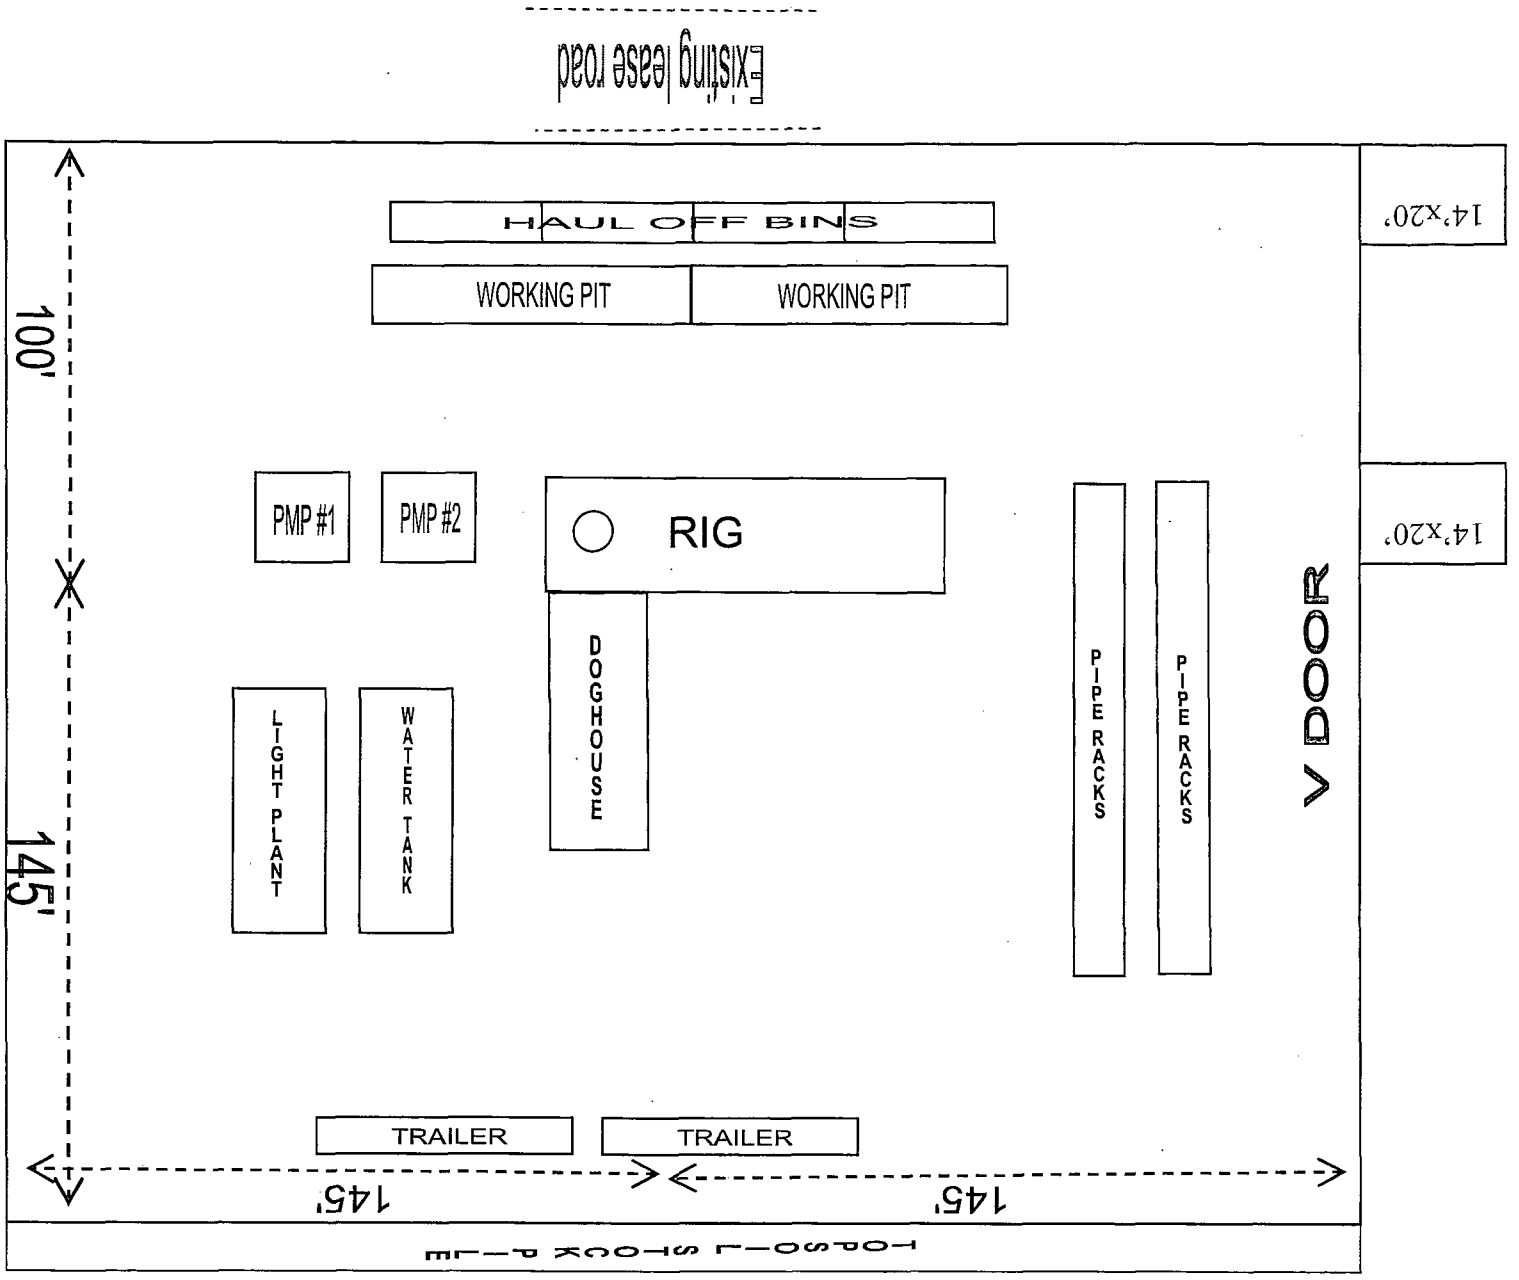 Existing lease road
HAUL OFF BINS
14'x20'
WORKING PIT
WORKING PIT
100'
PMP #1
PMP #2
RIG
14'x20'
DOGHOUSE
PIPE RACKS
PIPE RACKS
V DOOR
LIGHT PLANT
WATER TANK
145'
TRAILER
TRAILER
145'
145'
TOPSOIL STOCK PILE